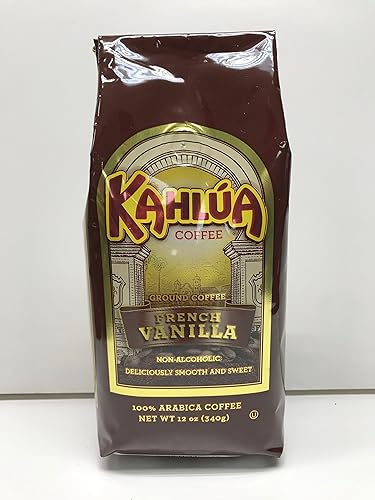 KAHLÚA
COFFEE
GROUND COFFEE
FRENCH
VANILLA
NON-ALCOHOLIC
DELICIOUSLY SMOOTH AND SWEET
100% ARABICA COFFEE
NET WT 12 oz (340g)
U